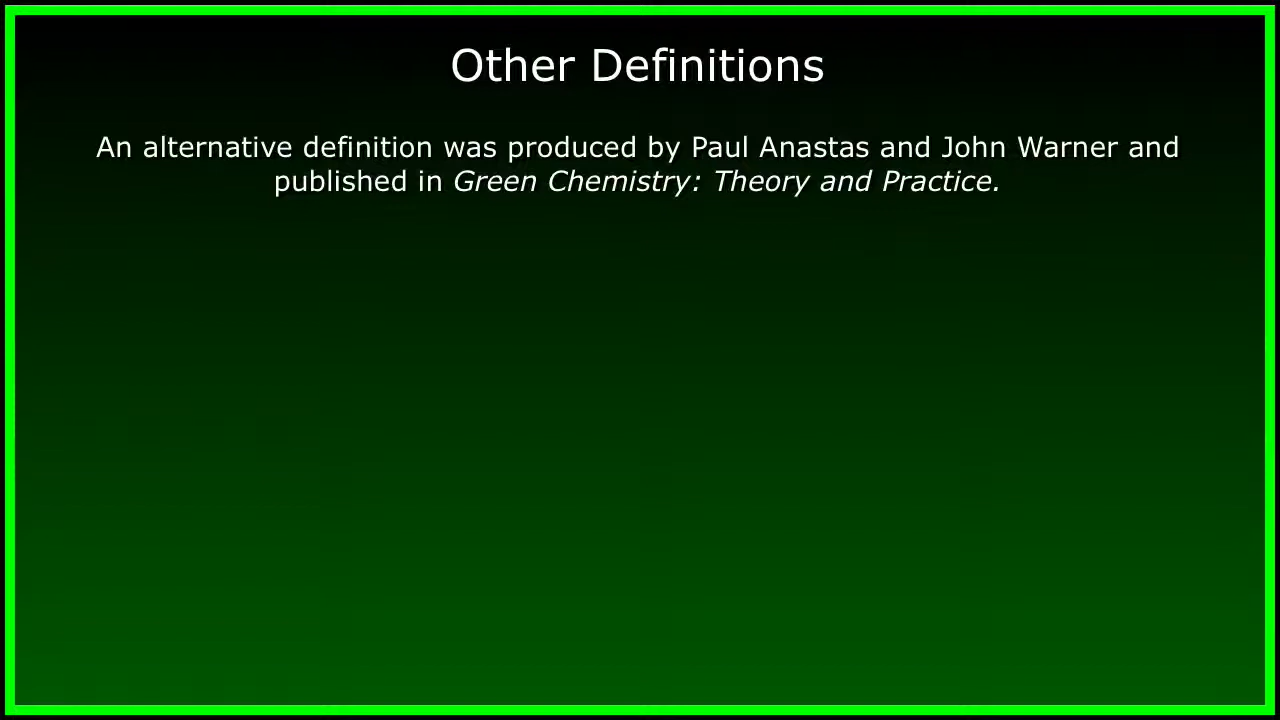 Other Definitions
An alternative definition was produced by Paul Anastas and John Warner and
published in Green Chemistry: Theory and Practice.